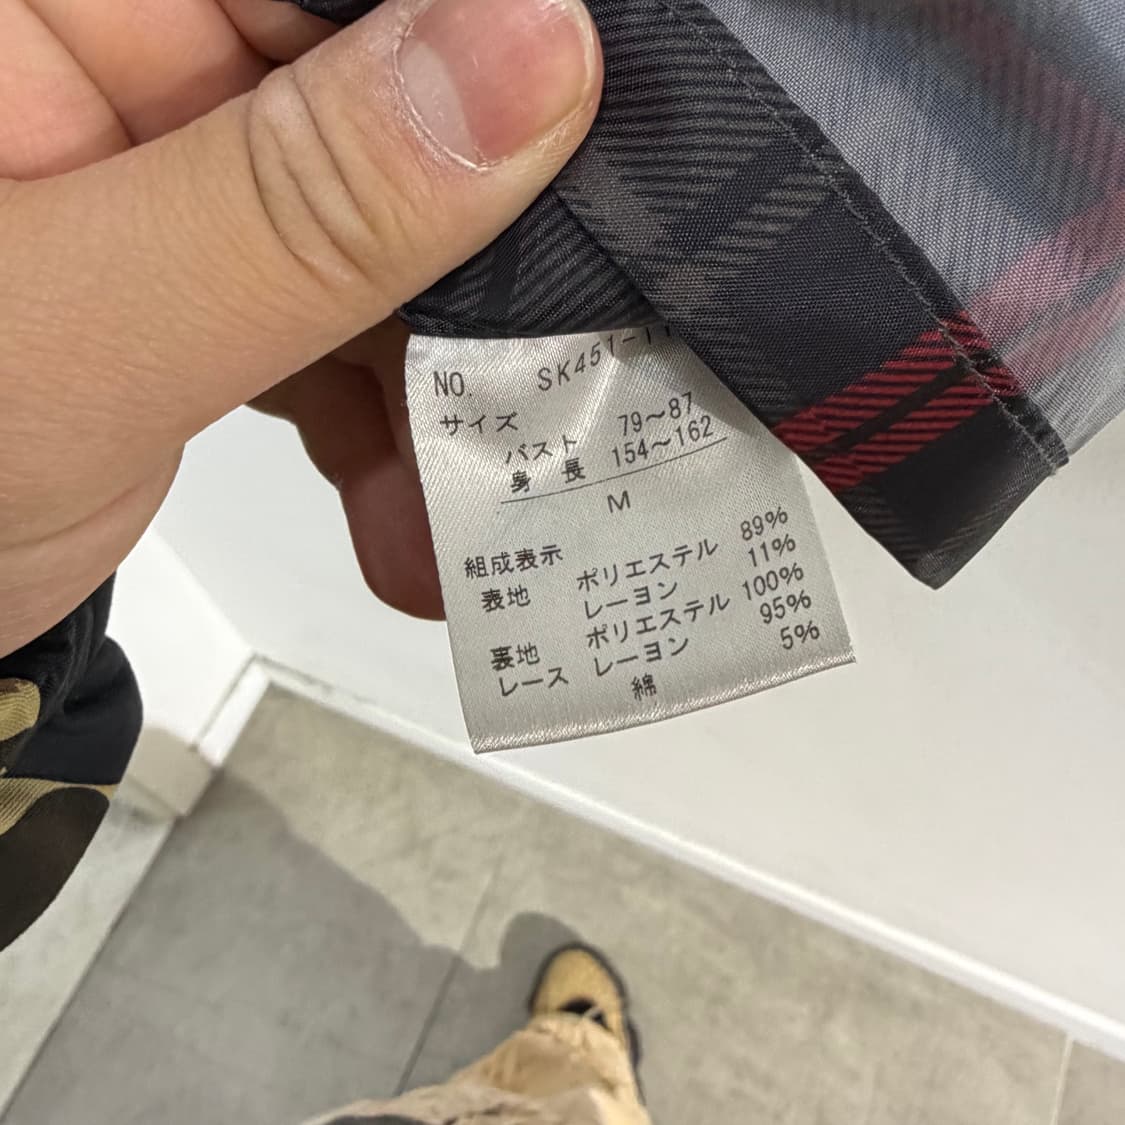 NO. SK451-1
サイズ
バスト 79～87
身長 154～162
M
組成表示
表地 ポリエステル 89%
レーヨン 11%
裏地 ポリエステル 100%
レース レーヨン 95%
綿 5%